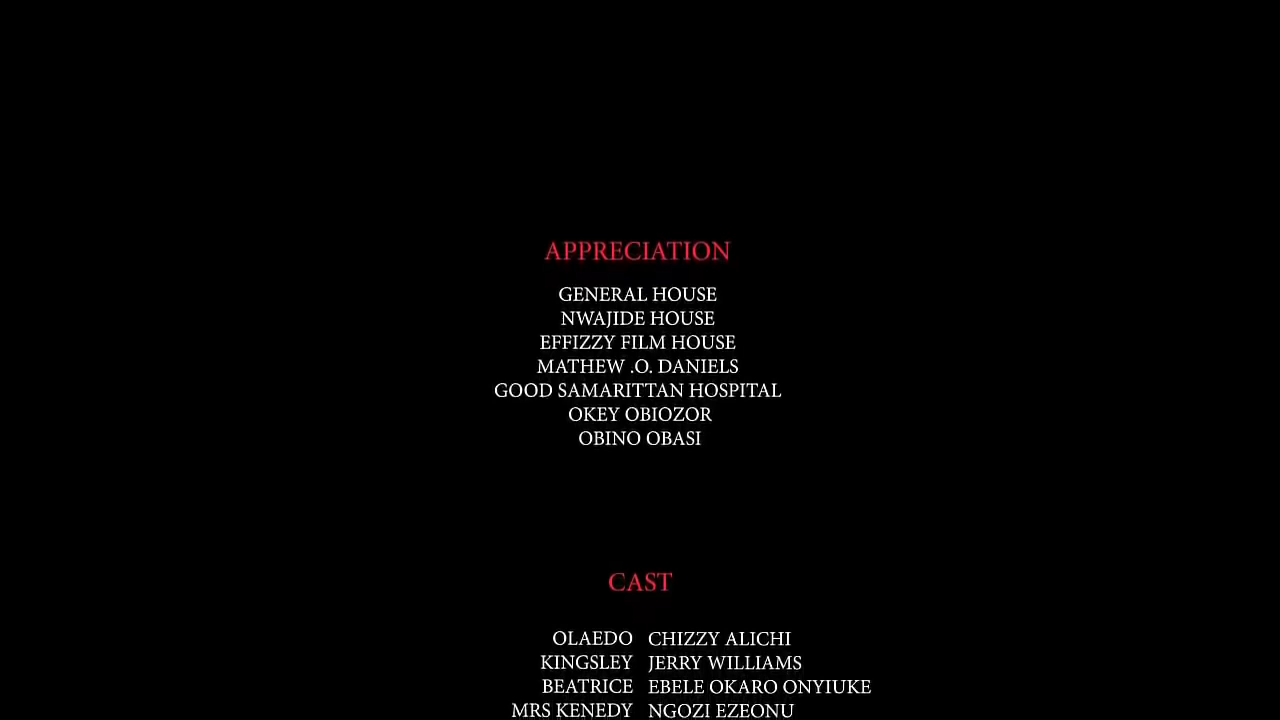 APPRECIATION
GENERAL HOUSE
NWAJIDE HOUSE
EFFIZZY FILM HOUSE
MATHEW .O. DANIELS
GOOD SAMARITTAN HOSPITAL
OKEY OBIOZOR
OBINO OBASI
CAST
OLAEDO CHIZZY ALICHI
KINGSLEY JERRY WILLIAMS
BEATRICE EBELE OKARO ONYIUKE
MRS KENEDY NGOZI EZEONU